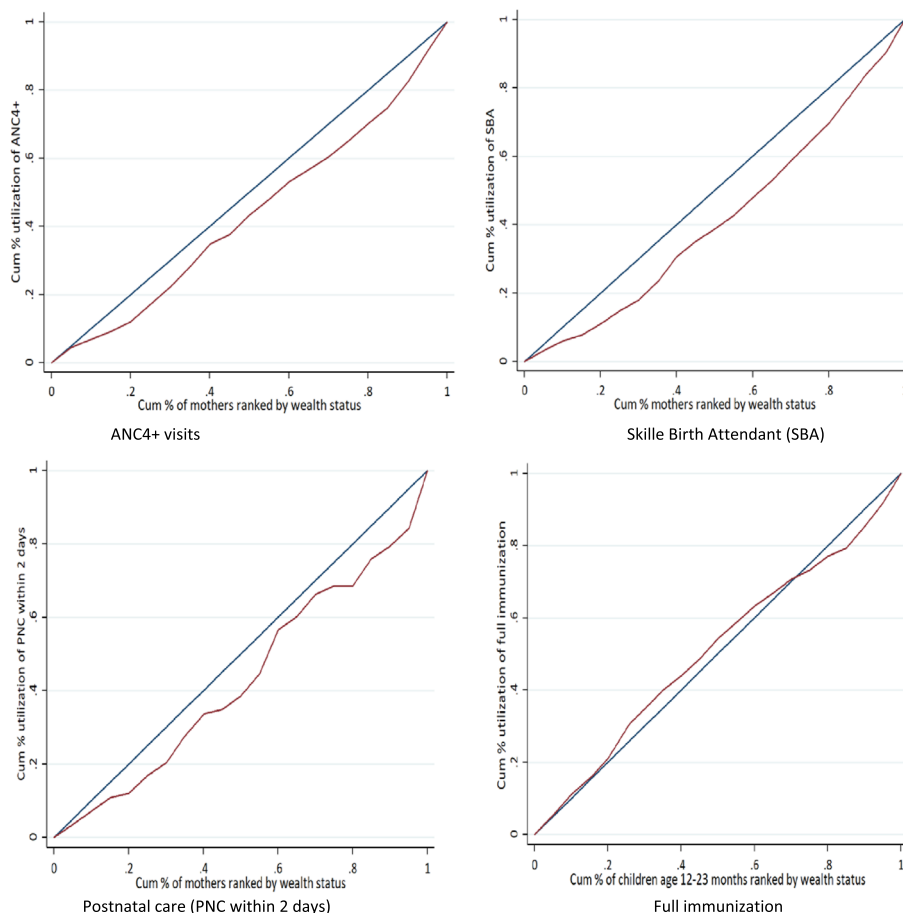 Cum % utilization of ANC4+
0 .2 .4 .6 .8 1
0 .2 .4 .6 .8 1
Cum % of mothers ranked by wealth status
ANC4+ visits
Cum % utilization of SBA
0 .2 .4 .6 .8 1
0 .2 .4 .6 .8 1
Cum % mothers ranked by wealth status
Skille Birth Attendant (SBA)
Cum % utilization of PNC within 2 days
0 .2 .4 .6 .8 1
0 .2 .4 .6 .8 1
Cum % of mothers ranked by wealth status
Postnatal care (PNC within 2 days)
Cum % utilization of full immunization
0 .2 .4 .6 .8 1
0 .2 .4 .6 .8 1
Cum % of children age 12-23 months ranked by wealth status
Full immunization